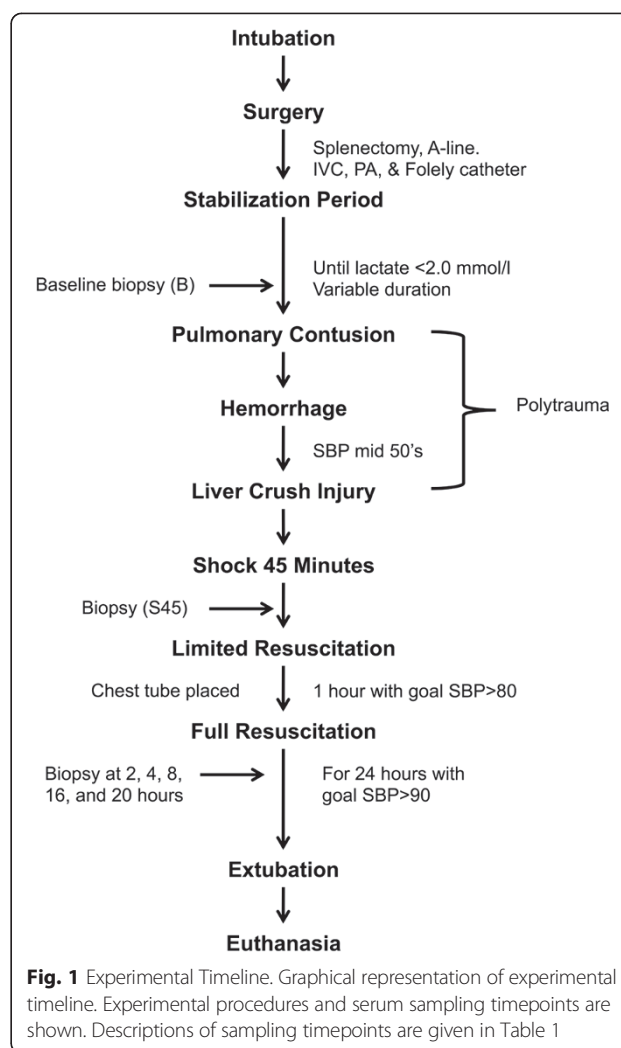 Intubation
Surgery
Splenectomy, A-line.
IVC, PA, & Folely catheter
Stabilization Period
Baseline biopsy (B)
Until lactate <2.0 mmol/l
Variable duration
Pulmonary Contusion
Hemorrhage
Polytrauma
SBP mid 50's
Liver Crush Injury
Shock 45 Minutes
Biopsy (S45)
Limited Resuscitation
Chest tube placed
1 hour with goal SBP>80
Full Resuscitation
Biopsy at 2, 4, 8,
16, and 20 hours
For 24 hours with
goal SBP>90
Extubation
Euthanasia
Fig. 1 Experimental Timeline. Graphical representation of experimental
timeline. Experimental procedures and serum sampling timepoints are
shown. Descriptions of sampling timepoints are given in Table 1